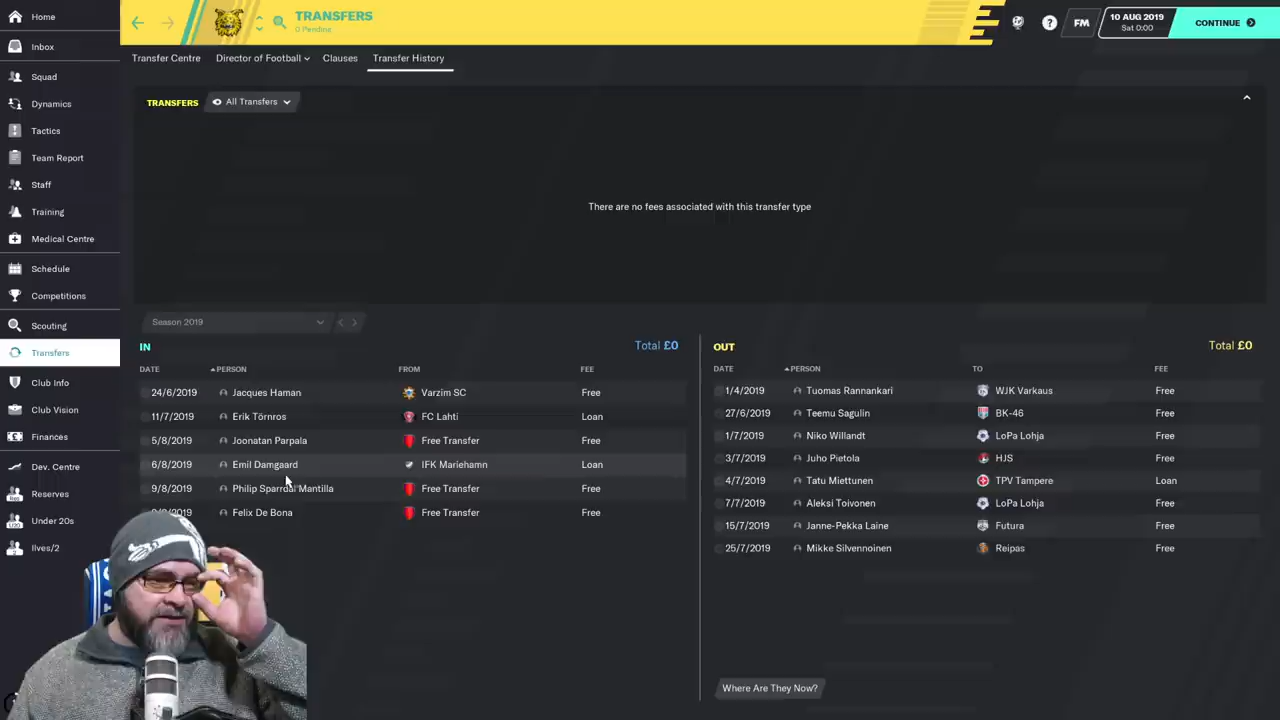 Home
TRANSFERS
0 Pending
FM
10 AUG 2019
Sat 0:00
CONTINUE
Inbox
Squad
Dynamics
Tactics
Team Report
Staff
Training
Medical Centre
Schedule
Competitions
Scouting
Transfers
Club Info
Club Vision
Finances
Dev. Centre
Reserves
Under 20s
Ilves/2
Transfer Centre
Director of Football
Clauses
Transfer History
TRANSFERS
All Transfers
There are no fees associated with this transfer type
Season 2019
IN
Total £0
DATE PERSON FROM FEE
24/6/2019 Jacques Haman Varzim SC Free
11/7/2019 Erik Törnros FC Lahti Loan
5/8/2019 Joonatan Parpala Free Transfer Free
6/8/2019 Emil Damgaard IFK Mariehamn Loan
9/8/2019 Philip Sparrdal Mantilla Free Transfer Free
Felix De Bona Free Transfer Free
OUT
Total £0
DATE PERSON TO FEE
1/4/2019 Tuomas Rannankari WJK Varkaus Free
27/6/2019 Teemu Sagulin BK-46 Free
1/7/2019 Niko Willandt LoPa Lohja Free
3/7/2019 Juho Pietola HJS Free
4/7/2019 Tatu Miettunen TPV Tampere Loan
7/7/2019 Aleksi Toivonen LoPa Lohja Free
15/7/2019 Janne-Pekka Laine Futura Free
25/7/2019 Mikke Silvennoinen Reipas Free
Where Are They Now?